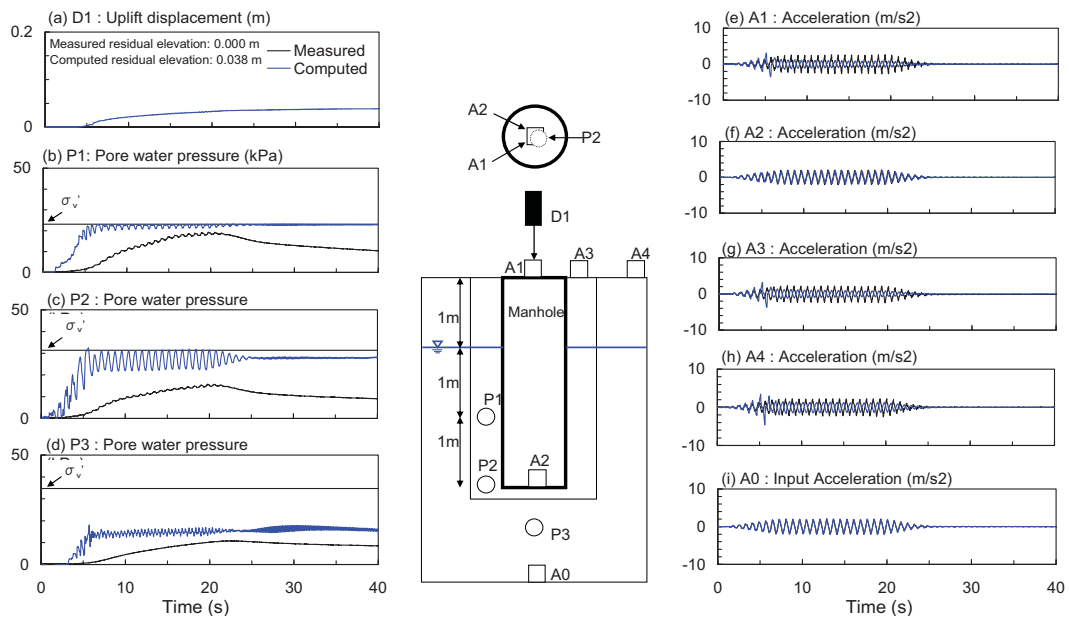 (a) D1 : Uplift displacement (m)
0.2
Measured residual elevation: 0.000 m
Computed residual elevation: 0.038 m
Measured
Computed
0
(b) P1: Pore water pressure (kPa)
50
σv'
0
(c) P2 : Pore water pressure
50
σv'
0
(d) P3 : Pore water pressure
50
σv'
0
0 10 20 30 40
Time (s)
A2
P2
A1
D1
A1 A3 A4
1m
Manhole
1m
P1
1m
P2
A2
P3
A0
(e) A1 : Acceleration (m/s2)
10
0
-10
(f) A2 : Acceleration (m/s2)
10
0
-10
(g) A3 : Acceleration (m/s2)
10
0
-10
(h) A4 : Acceleration (m/s2)
10
0
-10
(i) A0 : Input Acceleration (m/s2)
10
0
-10
0 10 20 30 40
Time (s)